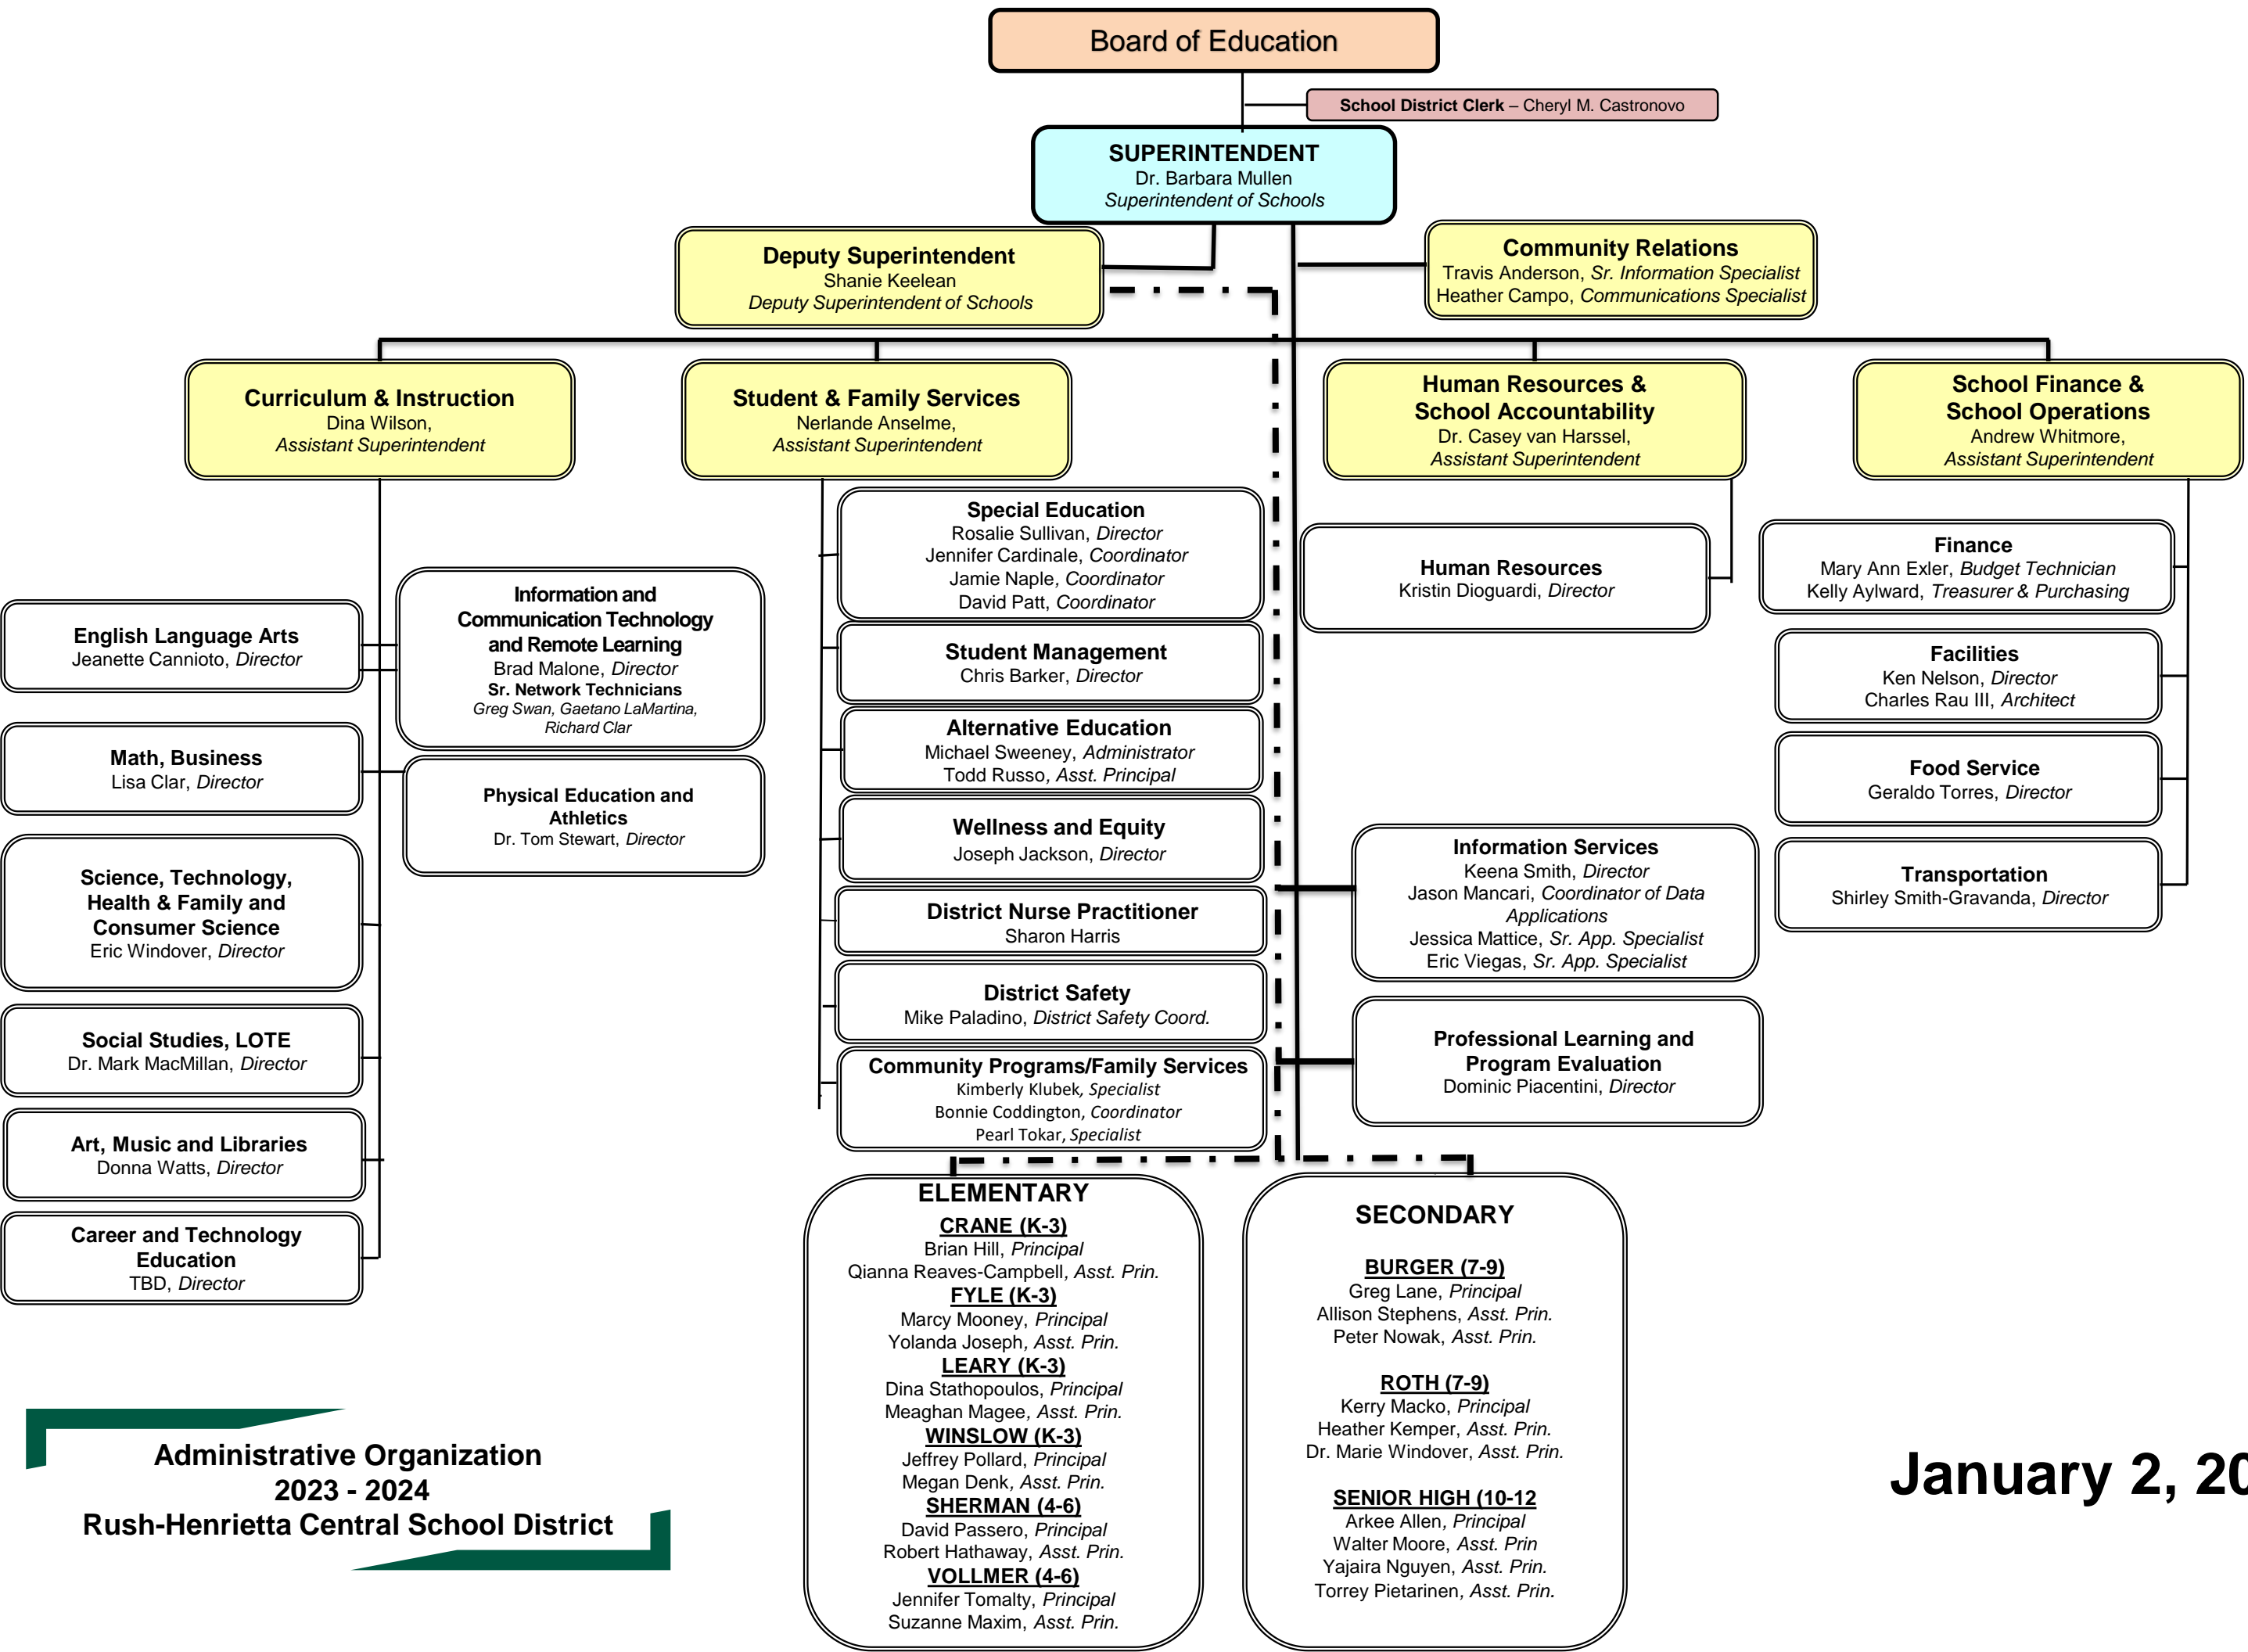 Board of Education
School District Clerk – Cheryl M. Castronovo
SUPERINTENDENT
Dr. Barbara Mullen
Superintendent of Schools
Deputy Superintendent
Shanie Keelean
Deputy Superintendent of Schools
Community Relations
Travis Anderson, Sr. Information Specialist
Heather Campo, Communications Specialist
Curriculum & Instruction
Dina Wilson,
Assistant Superintendent
Student & Family Services
Nerlande Anselme,
Assistant Superintendent
Human Resources &
School Accountability
Dr. Casey van Harssel,
Assistant Superintendent
School Finance &
School Operations
Andrew Whitmore,
Assistant Superintendent
English Language Arts
Jeanette Cannioto, Director
Math, Business
Lisa Clar, Director
Science, Technology,
Health & Family and
Consumer Science
Eric Windover, Director
Social Studies, LOTE
Dr. Mark MacMillan, Director
Art, Music and Libraries
Donna Watts, Director
Career and Technology
Education
TBD, Director
Information and
Communication Technology
and Remote Learning
Brad Malone, Director
Sr. Network Technicians
Greg Swan, Gaetano LaMartina,
Richard Clar
Physical Education and
Athletics
Dr. Tom Stewart, Director
Special Education
Rosalie Sullivan, Director
Jennifer Cardinale, Coordinator
Jamie Naple, Coordinator
David Patt, Coordinator
Student Management
Chris Barker, Director
Alternative Education
Michael Sweeney, Administrator
Todd Russo, Asst. Principal
Wellness and Equity
Joseph Jackson, Director
District Nurse Practitioner
Sharon Harris
District Safety
Mike Paladino, District Safety Coord.
Community Programs/Family Services
Kimberly Klubek, Specialist
Bonnie Coddington, Coordinator
Pearl Tokar, Specialist
Human Resources
Kristin Dioguardi, Director
Information Services
Keena Smith, Director
Jason Mancari, Coordinator of Data
Applications
Jessica Mattice, Sr. App. Specialist
Eric Viegas, Sr. App. Specialist
Professional Learning and
Program Evaluation
Dominic Piacentini, Director
Finance
Mary Ann Exler, Budget Technician
Kelly Aylward, Treasurer & Purchasing
Facilities
Ken Nelson, Director
Charles Rau III, Architect
Food Service
Geraldo Torres, Director
Transportation
Shirley Smith-Gravanda, Director
ELEMENTARY
CRANE (K-3)
Brian Hill, Principal
Qianna Reaves-Campbell, Asst. Prin.
FYLE (K-3)
Marcy Mooney, Principal
Yolanda Joseph, Asst. Prin.
LEARY (K-3)
Dina Stathopoulos, Principal
Meaghan Magee, Asst. Prin.
WINSLOW (K-3)
Jeffrey Pollard, Principal
Megan Denk, Asst. Prin.
SHERMAN (4-6)
David Passero, Principal
Robert Hathaway, Asst. Prin.
VOLLMER (4-6)
Jennifer Tomalty, Principal
Suzanne Maxim, Asst. Prin.
SECONDARY
BURGER (7-9)
Greg Lane, Principal
Allison Stephens, Asst. Prin.
Peter Nowak, Asst. Prin.
ROTH (7-9)
Kerry Macko, Principal
Heather Kemper, Asst. Prin.
Dr. Marie Windover, Asst. Prin.
SENIOR HIGH (10-12
Arkee Allen, Principal
Walter Moore, Asst. Prin
Yajaira Nguyen, Asst. Prin.
Torrey Pietarinen, Asst. Prin.
Administrative Organization
2023 - 2024
Rush-Henrietta Central School District
January 2, 20